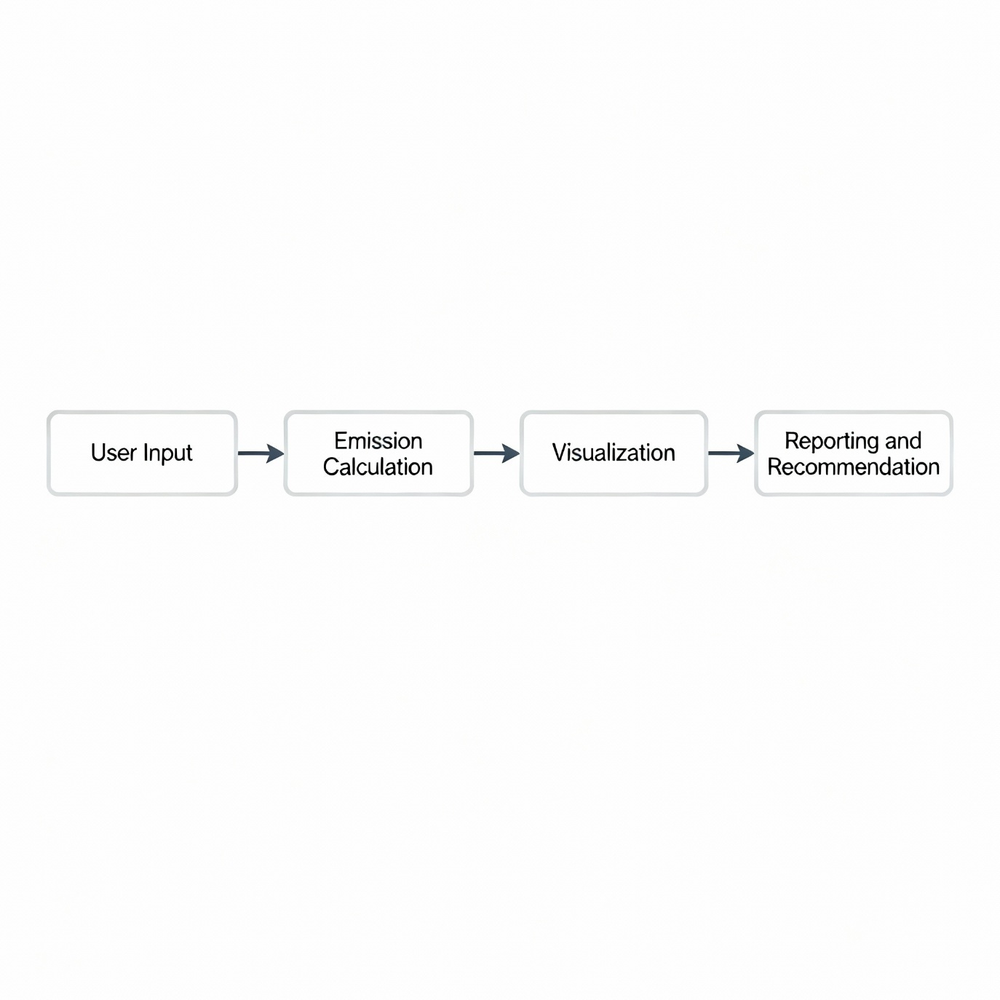 User Input
Emission
Calculation
Visualization
Reporting and
Recommendation